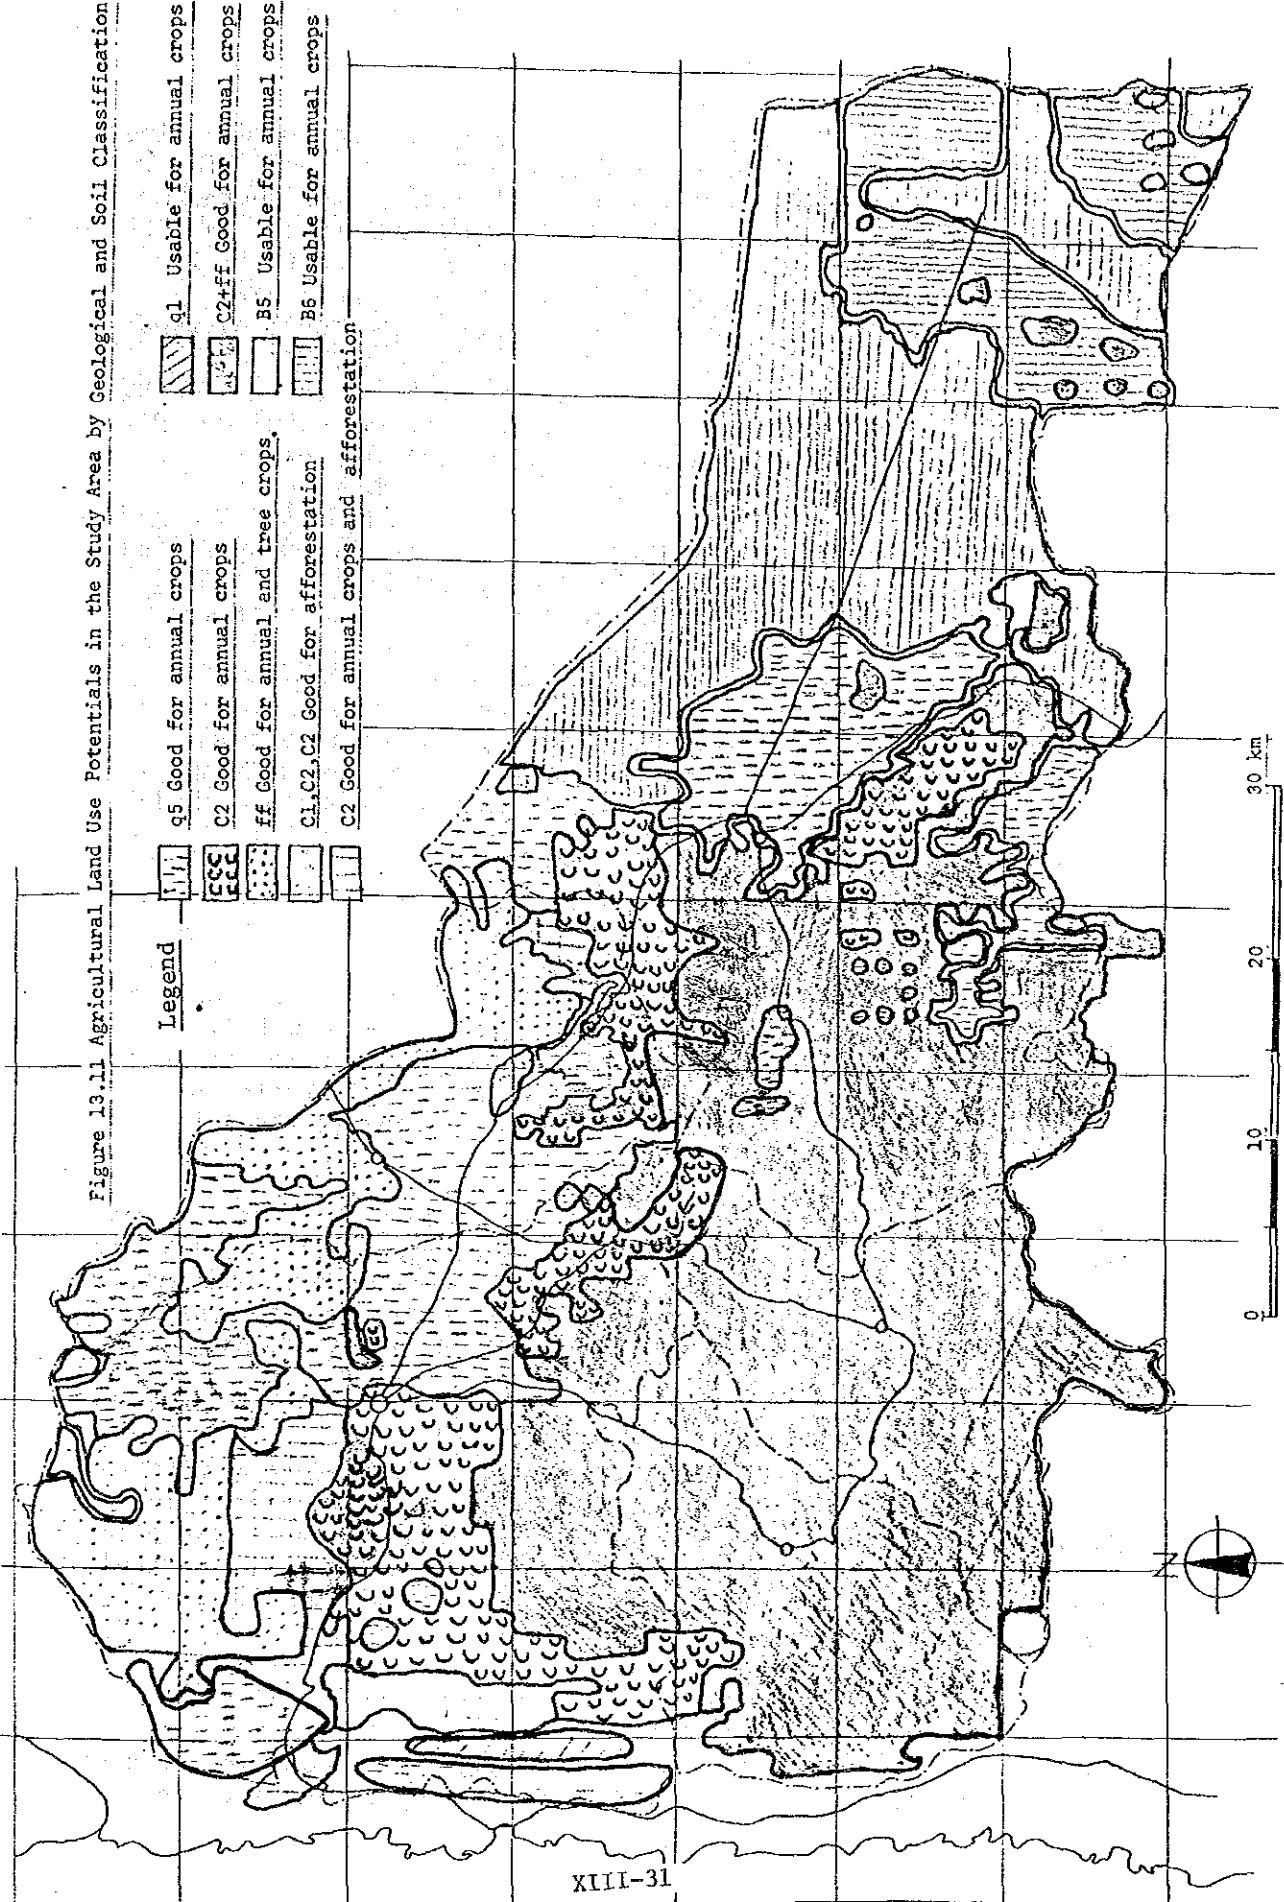 Figure 13.11 Agricultural Land Use Potentials in the Study Area by Geological and Soil Classification
Legend
q5 Good for annual crops
C2 Good for annual crops
ff Good for annual and tree crops.
C1,C2,C2 Good for afforestation
C2 Good for annual crops and afforestation
q1 Usable for annual crops
C2+ff Good for annual crops
B5 Usable for annual crops
B6 Usable for annual crops
N
0 10 20 30 km
XIII-31